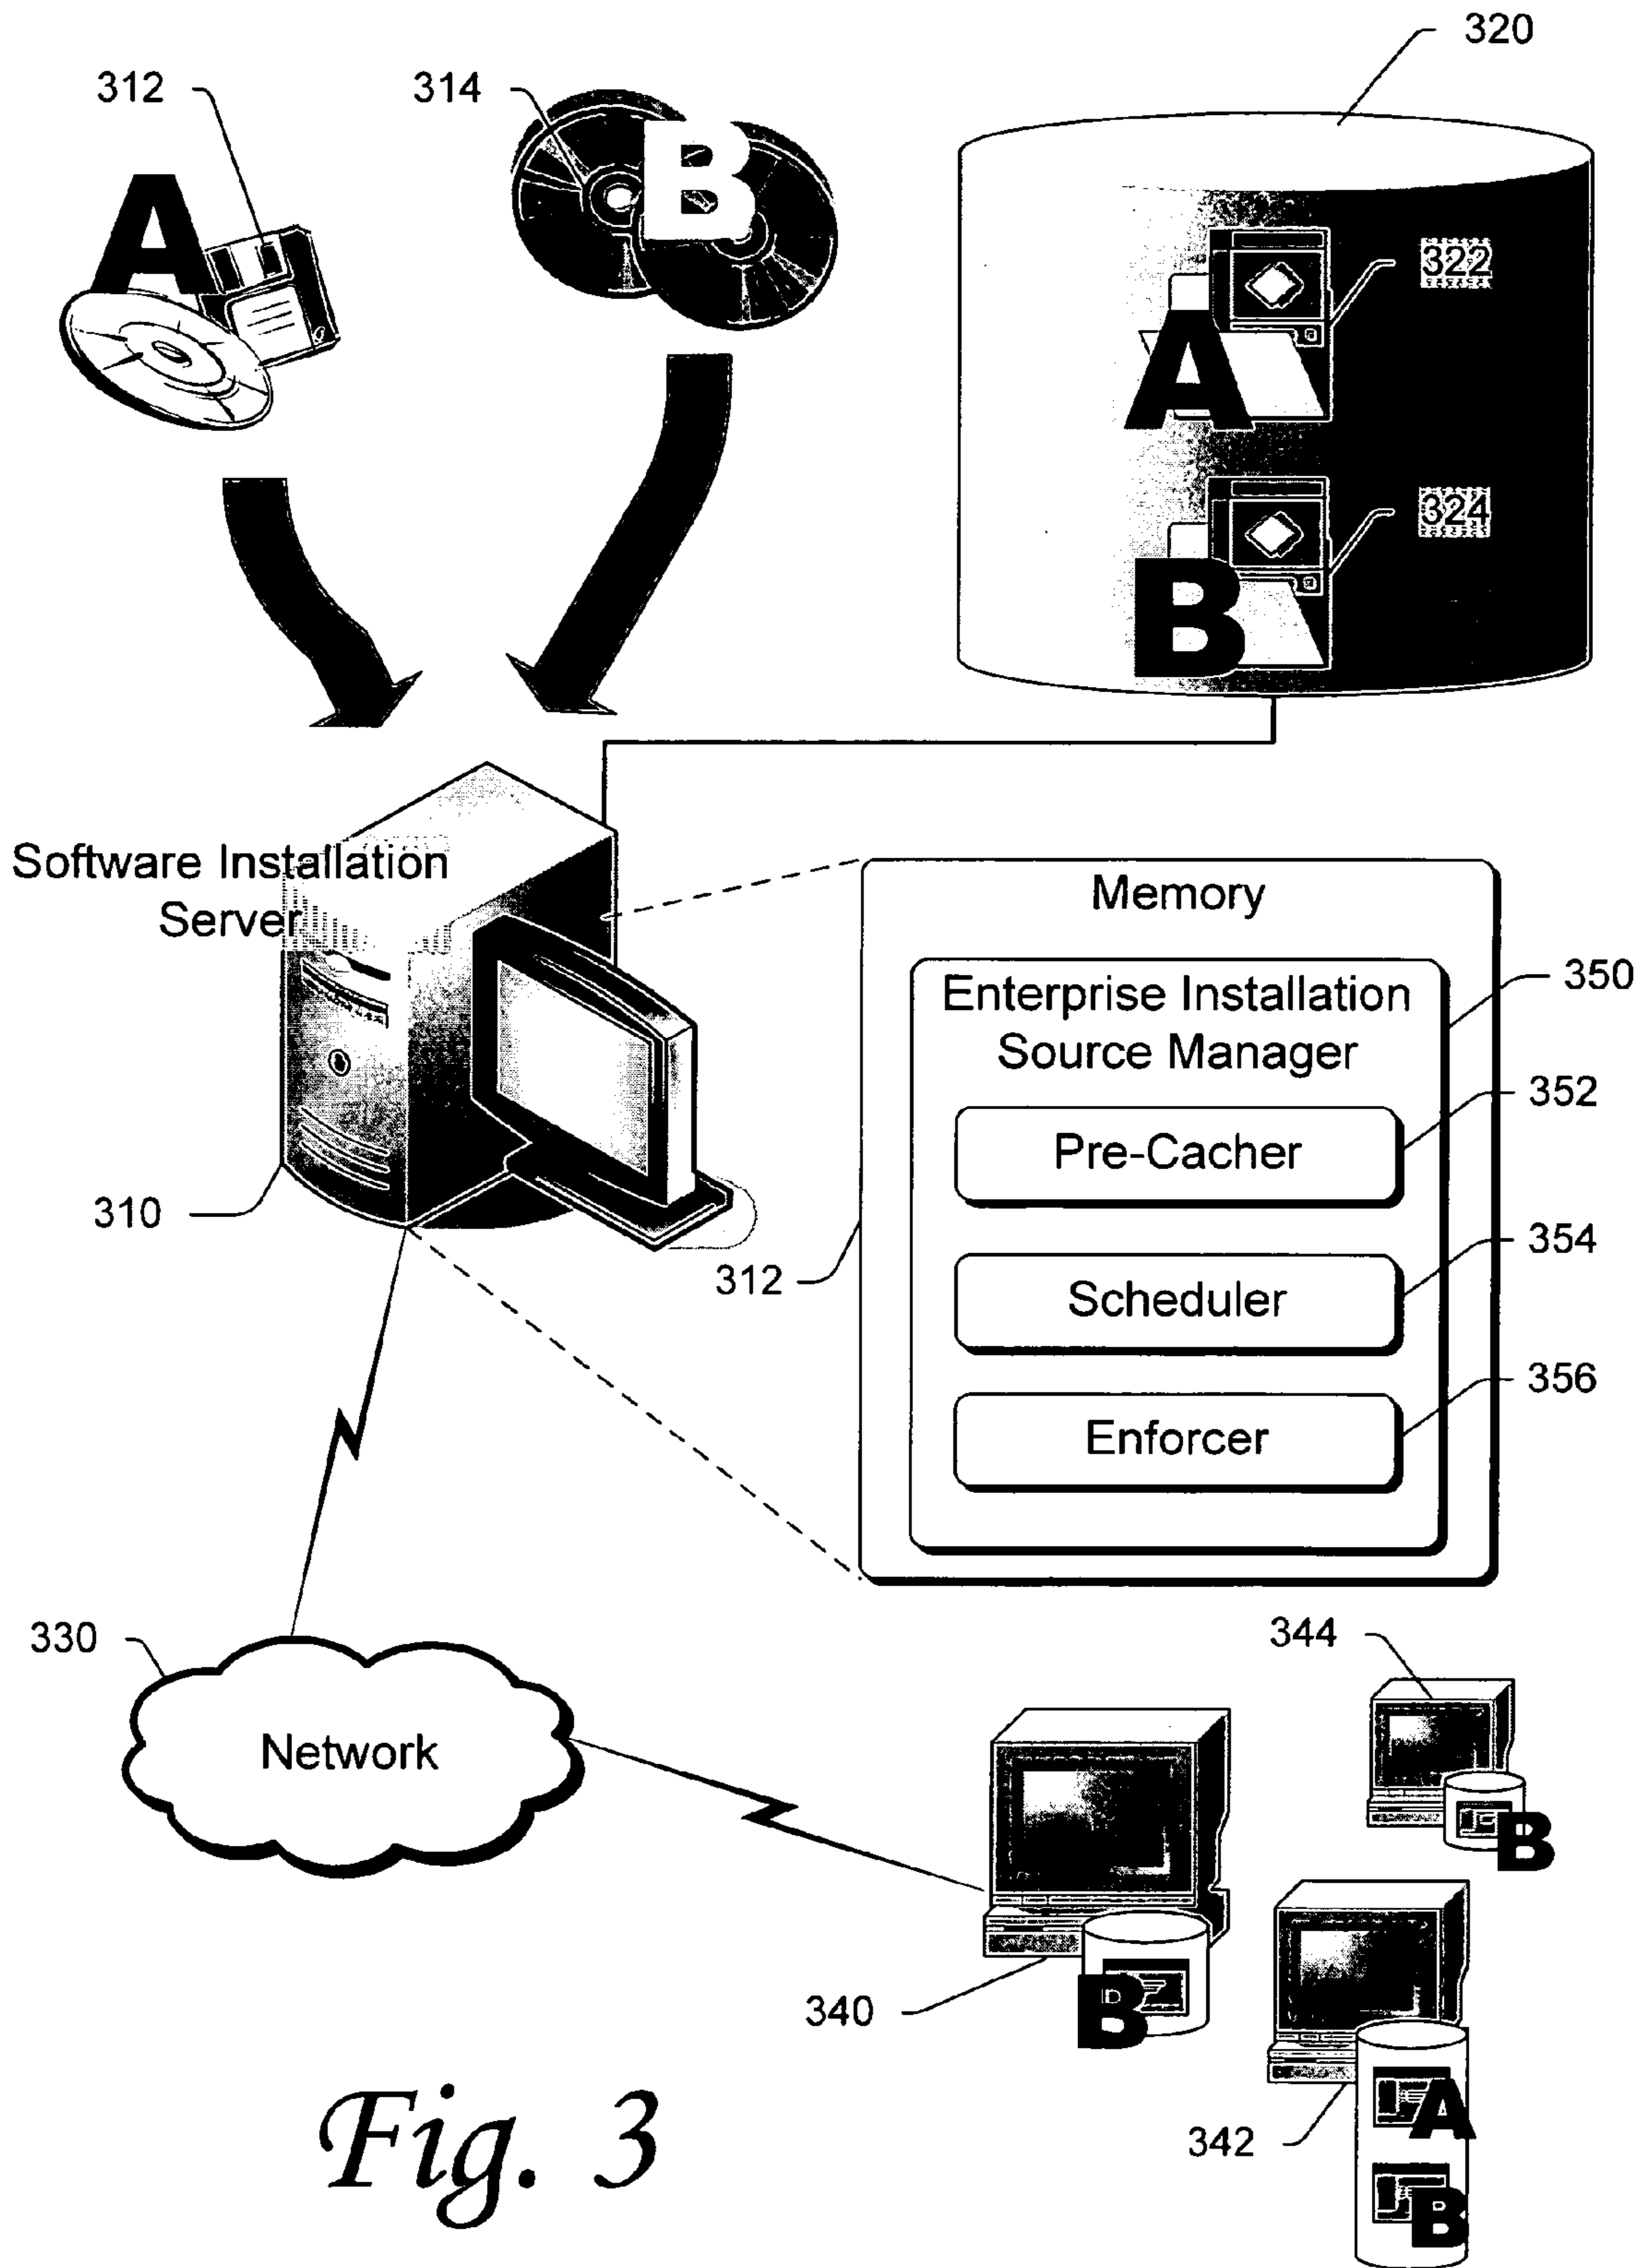 320
312
314
A
B
322
A
324
B
Software Installation
Server
Memory
Enterprise Installation
Source Manager
350
Pre-Cacher
352
310
Scheduler
354
312
Enforcer
356
330
Network
344
B
340
B
342
A
B
Fig. 3